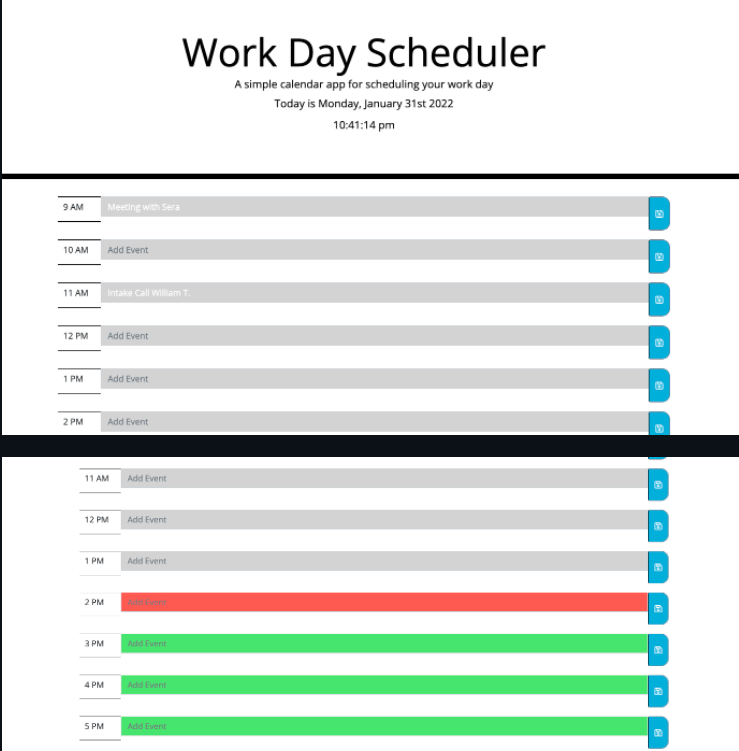 Work Day Scheduler
A simple calendar app for scheduling your work day
Today is Monday, January 31st 2022
10:41:14 pm
9 AM Meeting with Sera
10 AM Add Event
11 AM Intake Call William T.
12 PM Add Event
1 PM Add Event
2 PM Add Event
11 AM Add Event
12 PM Add Event
1 PM Add Event
2 PM Add Event
3 PM Add Event
4 PM Add Event
5 PM Add Event